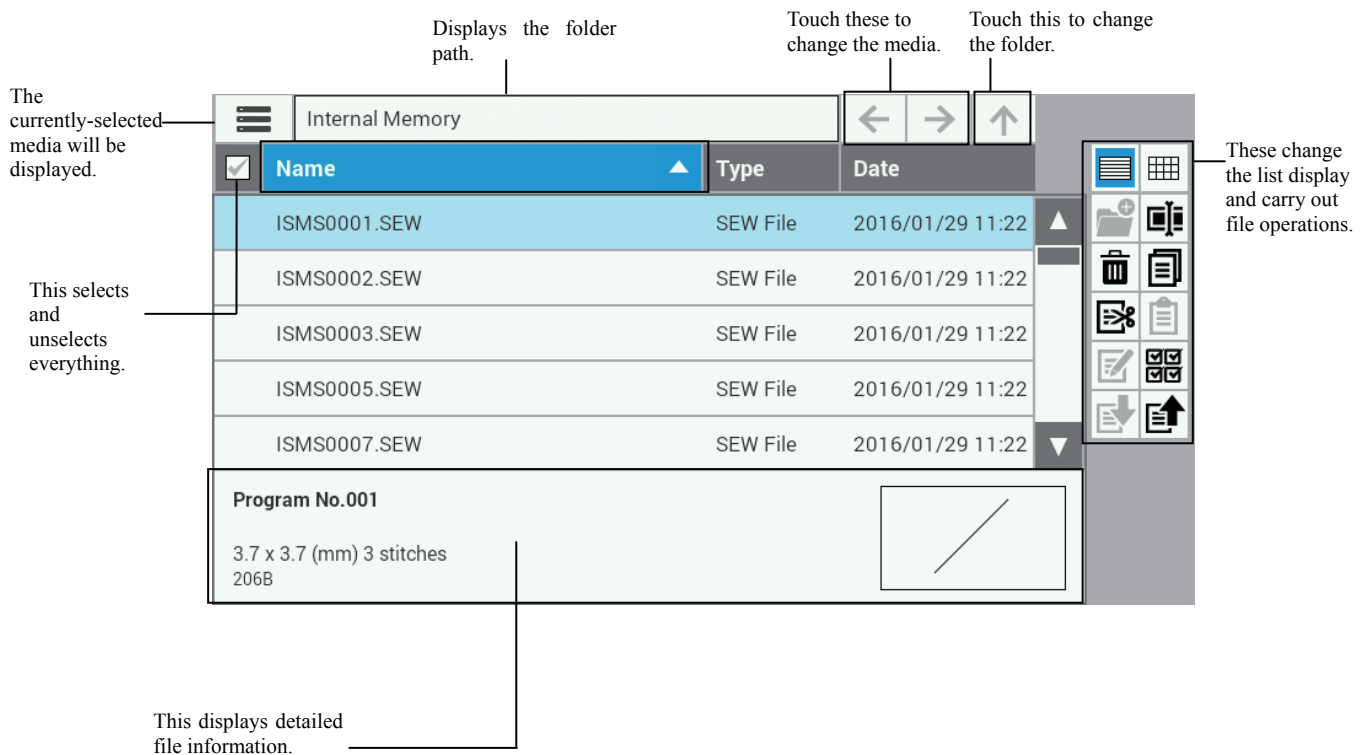 Displays the folder
path.
Touch these to
change the media.
Touch this to change
the folder.
The
currently-selected
media will be
displayed.
Internal Memory
Name
Type
Date
ISMS0001.SEW SEW File 2016/01/29 11:22
ISMS0002.SEW SEW File 2016/01/29 11:22
ISMS0003.SEW SEW File 2016/01/29 11:22
ISMS0005.SEW SEW File 2016/01/29 11:22
ISMS0007.SEW SEW File 2016/01/29 11:22
These change
the list display
and carry out
file operations.
This selects
and
unselects
everything.
Program No.001
3.7 x 3.7 (mm) 3 stitches
206B
This displays detailed
file information.